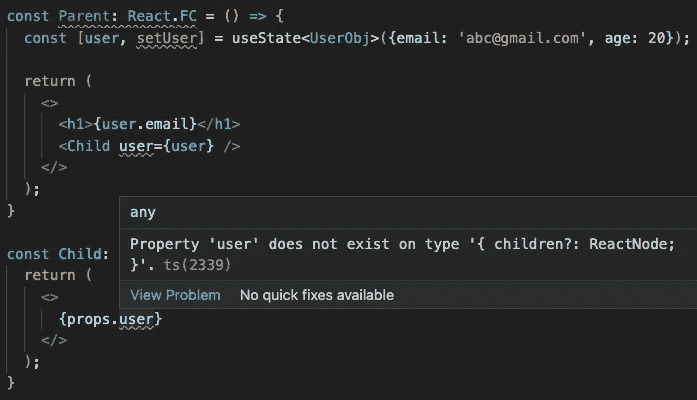 const Parent: React.FC = () => {
  const [user, setUser] = useState<UserObj>({email: 'abc@gmail.com', age: 20});
  return (
    <>
      <h1>{user.email}</h1>
      <Child user={user} />
    </>
  );
}
any
Property 'user' does not exist on type '{ children?: ReactNode;
}'. ts(2339)
View Problem No quick fixes available
const Child:
  return (
    <>
      {props.user}
    </>
  );
}